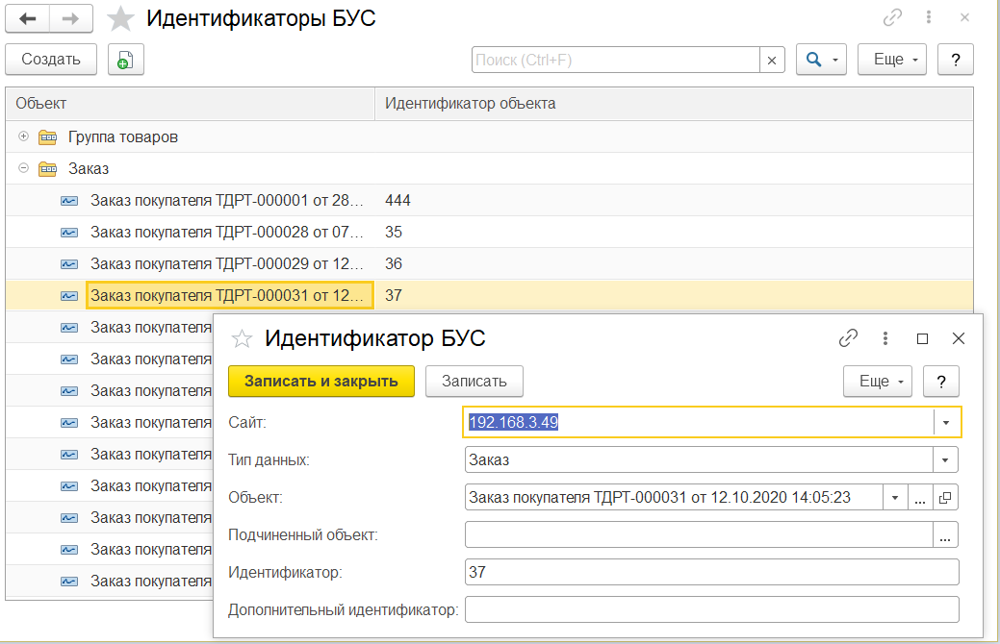 Идентификаторы БУС
Создать
Поиск (Ctrl+F)
Еще
?
Объект Идентификатор объекта
Группа товаров
Заказ
Заказ покупателя ТДРТ-000001 от 28... 444
Заказ покупателя ТДРТ-000028 от 07... 35
Заказ покупателя ТДРТ-000029 от 12... 36
Заказ покупателя ТДРТ-000031 от 12... 37
Заказ покупателя
Заказ покупателя
Заказ покупателя
Заказ покупателя
Заказ покупателя
Заказ покупателя
Заказ покупателя
Заказ покупателя
Заказ покупателя
Идентификатор БУС
Записать и закрыть
Записать
Еще
?
Сайт: 192.168.3.49
Тип данных: Заказ
Объект: Заказ покупателя ТДРТ-000031 от 12.10.2020 14:05:23
...
Подчиненный объект:
...
Идентификатор: 37
Дополнительный идентификатор: